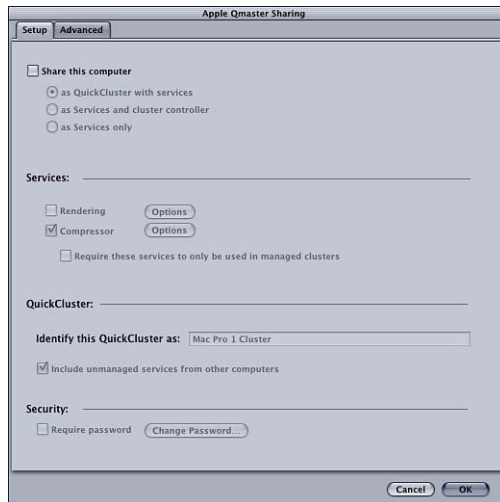 Apple Qmaster Sharing
Setup Advanced
Share this computer
as QuickCluster with services
as Services and cluster controller
as Services only
Services:
Rendering Options
Compressor Options
Require these services to only be used in managed clusters
QuickCluster:
Identify this QuickCluster as: Mac Pro 1 Cluster
Include unmanaged services from other computers
Security:
Require password Change Password...
Cancel OK